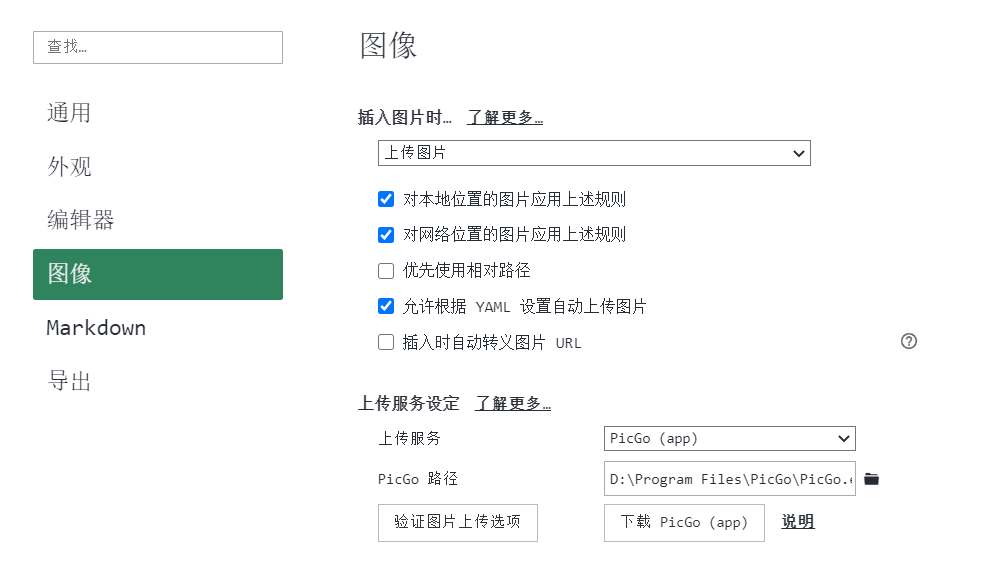 查找…
通用
外观
编辑器
图像
Markdown
导出
图像
插入图片时… 了解更多…
上传图片
对本地位置的图片应用上述规则
对网络位置的图片应用上述规则
优先使用相对路径
允许根据 YAML 设置自动上传图片
插入时自动转义图片 URL
上传服务设定 了解更多…
上传服务 PicGo (app)
PicGo 路径 D:\Program Files\PicGo\PicGo.e
验证图片上传选项 下载 PicGo (app) 说明